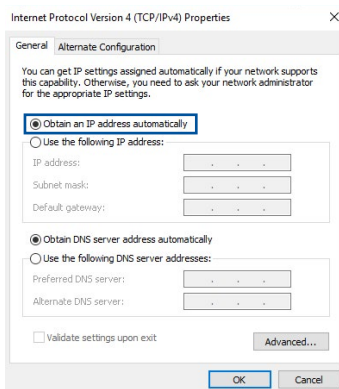 Internet Protocol Version 4 (TCP/IPv4) Properties
General Alternate Configuration
You can get IP settings assigned automatically if your network supports
this capability. Otherwise, you need to ask your network administrator
for the appropriate IP settings.
Obtain an IP address automatically
Use the following IP address:
IP address:
Subnet mask:
Default gateway:
Obtain DNS server address automatically
Use the following DNS server addresses:
Preferred DNS server:
Alternate DNS server:
Validate settings upon exit
Advanced...
OK Cancel